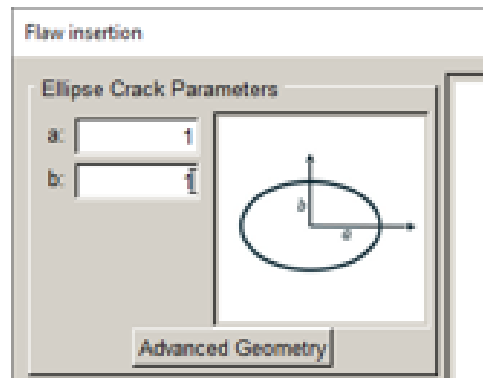 Flaw insertion
Ellipse Crack Parameters
a: 1
b: 1
b
a
Advanced Geometry